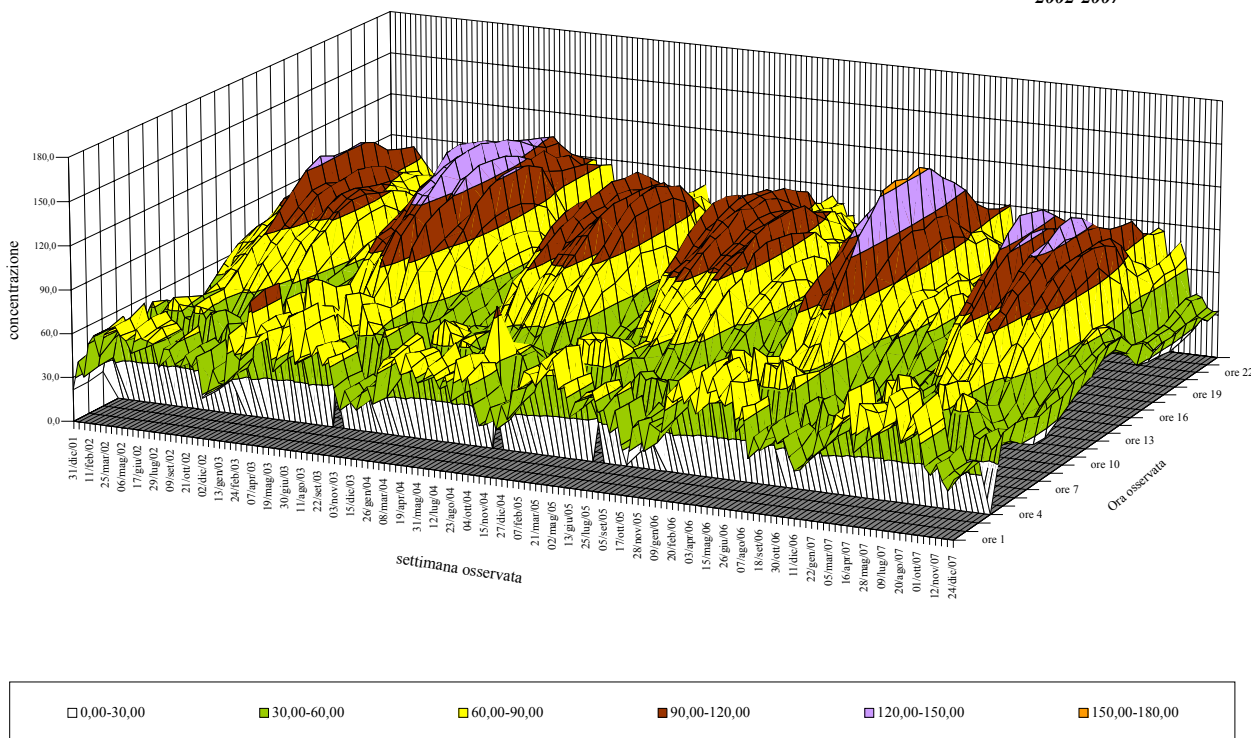 2002-2007
180,0
150,0
120,0
90,0
60,0
30,0
0,0
concentrazione
31/dic/01
11/feb/02
25/mar/02
06/mag/02
17/giu/02
29/lug/02
09/set/02
21/ott/02
02/dic/02
13/gen/03
24/feb/03
07/apr/03
19/mag/03
30/giu/03
11/ago/03
22/set/03
03/nov/03
15/dic/03
26/gen/04
08/mar/04
19/apr/04
31/mag/04
12/lug/04
23/ago/04
04/ott/04
15/nov/04
27/dic/04
07/feb/05
21/mar/05
02/mag/05
13/giu/05
25/lug/05
05/set/05
17/ott/05
28/nov/05
09/gen/06
20/feb/06
03/apr/06
15/mag/06
26/giu/06
07/ago/06
18/set/06
30/ott/06
11/dic/06
22/gen/07
05/mar/07
16/apr/07
28/mag/07
09/lug/07
20/ago/07
01/ott/07
12/nov/07
24/dic/07
settimana osservata
ore 1
ore 4
ore 7
ore 10
ore 13
ore 16
ore 19
ore 22
Ora osservata
0,00-30,00
30,00-60,00
60,00-90,00
90,00-120,00
120,00-150,00
150,00-180,00